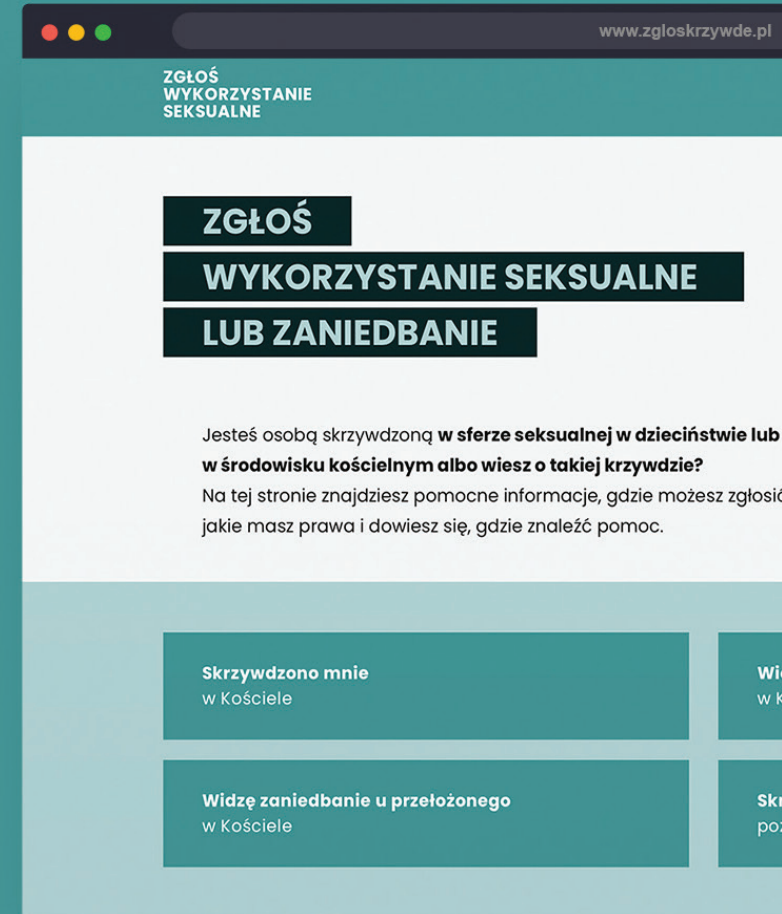 www.zgloskrzywde.pl
ZGŁOŚ
WYKORZYSTANIE
SEKSUALNE
ZGŁOŚ
WYKORZYSTANIE SEKSUALNE
LUB ZANIEDBANIE
Jesteś osobą skrzywdzoną w sferze seksualnej w dzieciństwie lub
w środowisku kościelnym albo wiesz o takiej krzywdzie?
Na tej stronie znajdziesz pomocne informacje, gdzie możesz zgłosić
jakie masz prawa i dowiesz się, gdzie znaleźć pomoc.
Skrzywdzono mnie
w Kościele
Widzę zaniedbanie u przełożonego
w Kościele